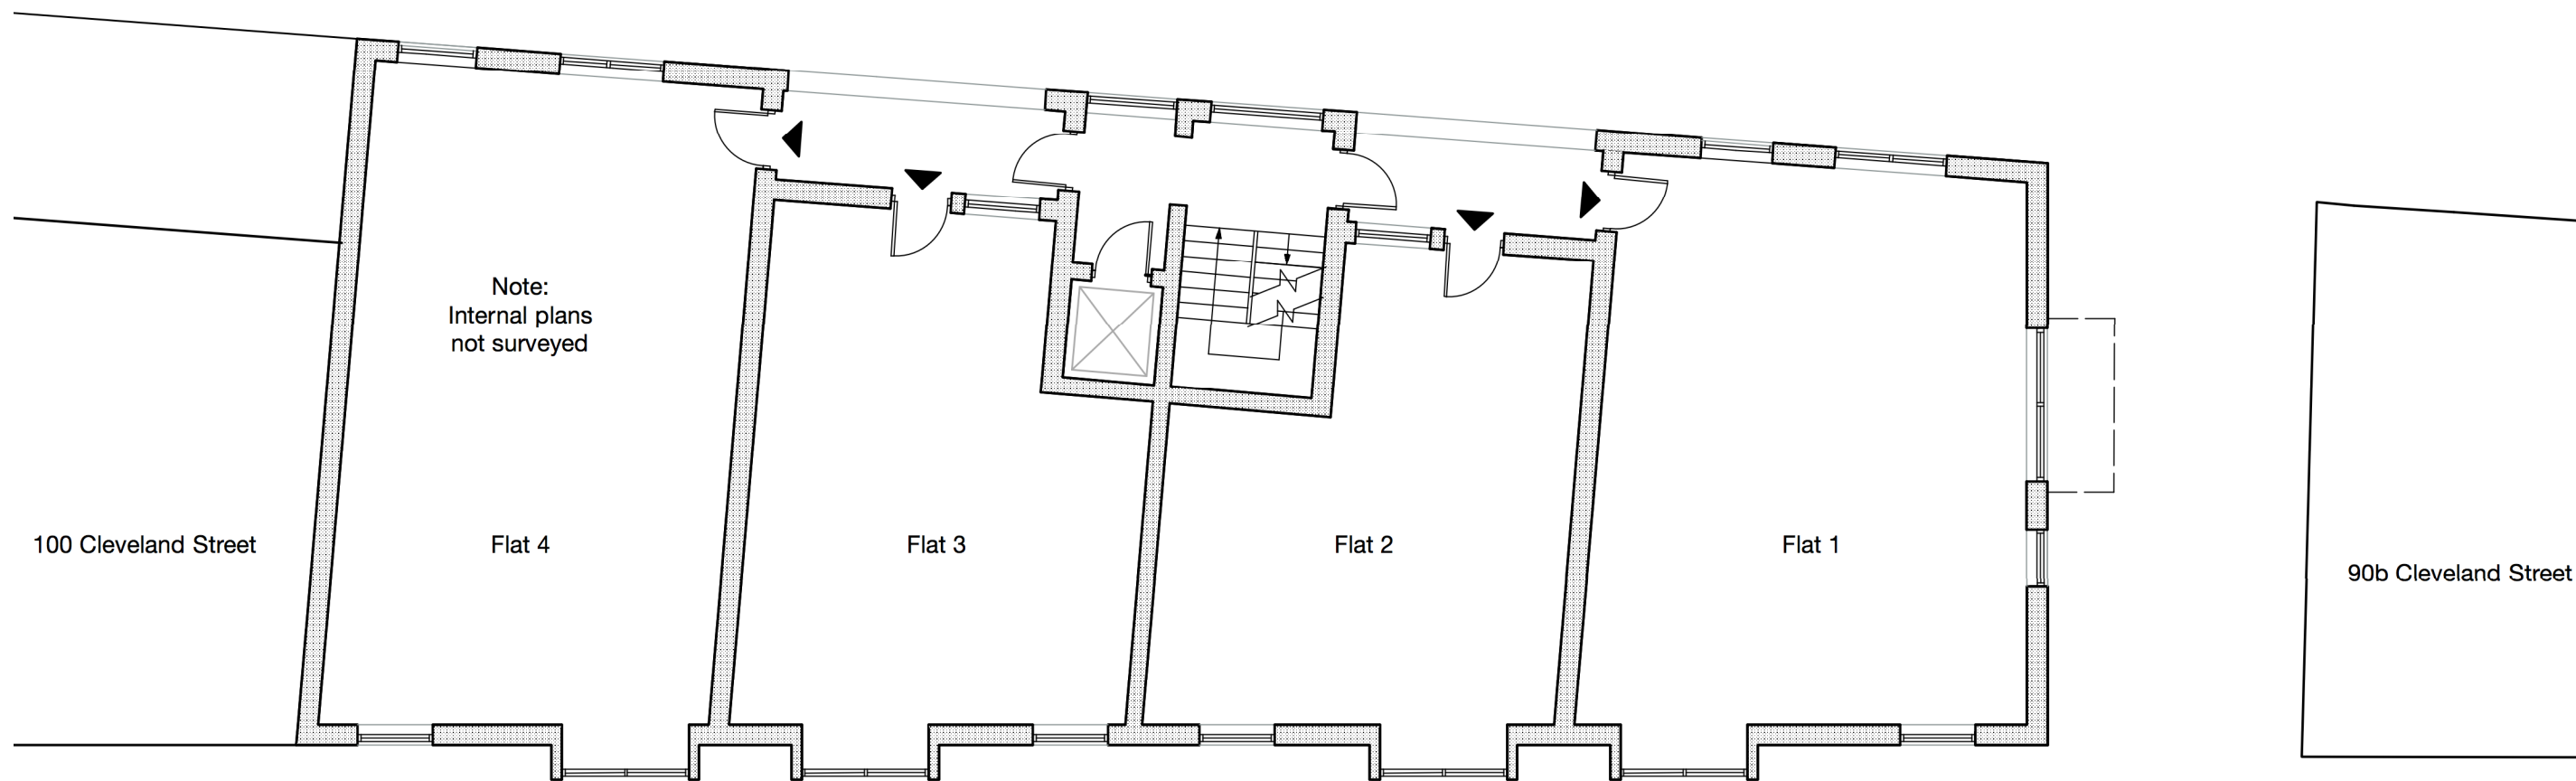 Note:
Internal plans
not surveyed
100 Cleveland Street
Flat 4
Flat 3
Flat 2
Flat 1
90b Cleveland Street